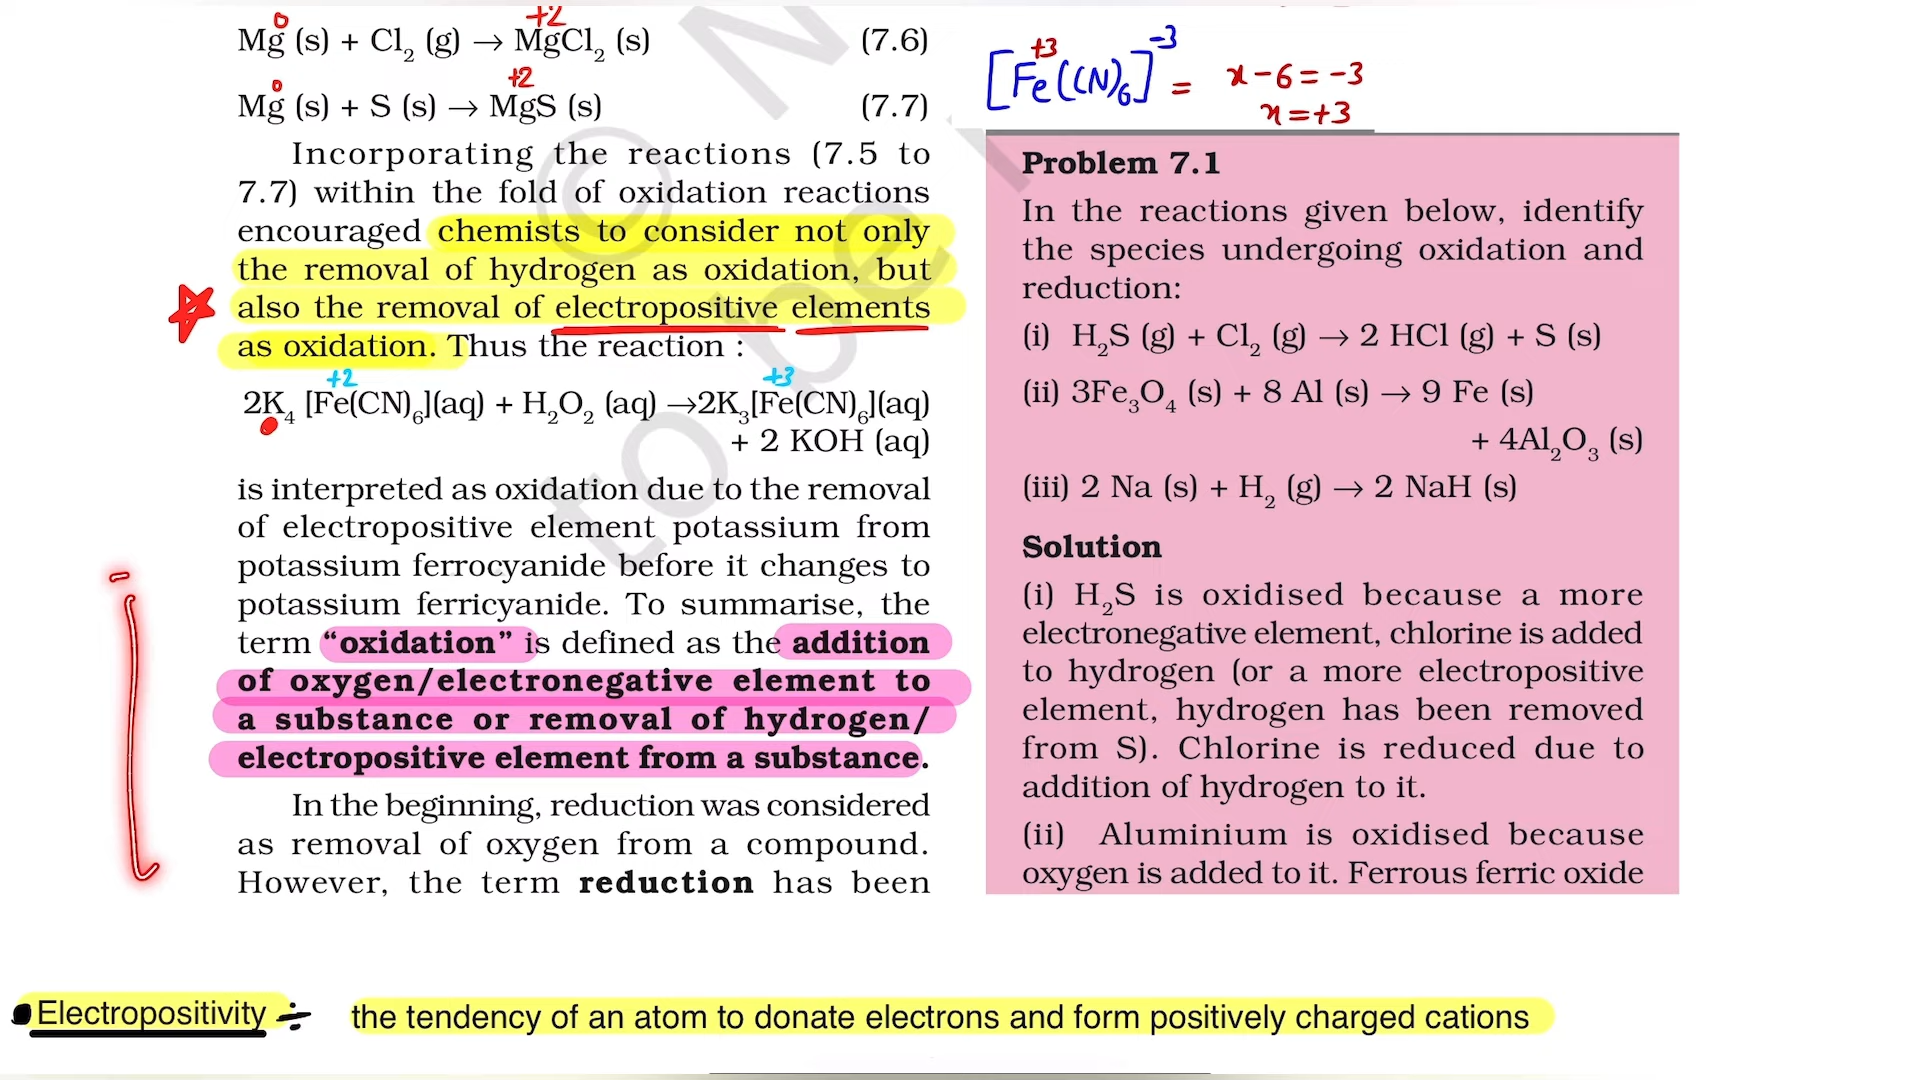 0 +2
Mg (s) + Cl₂ (g) → MgCl₂ (s) (7.6)
0 +2
Mg (s) + S (s) → MgS (s) (7.7)
Incorporating the reactions (7.5 to
7.7) within the fold of oxidation reactions
encouraged chemists to consider not only
the removal of hydrogen as oxidation, but
also the removal of electropositive elements
as oxidation. Thus the reaction :
+2 +3
2K₄ [Fe(CN)₆](aq) + H₂O₂ (aq) →2K₃[Fe(CN)₆](aq)
+ 2 KOH (aq)
is interpreted as oxidation due to the removal
of electropositive element potassium from
potassium ferrocyanide before it changes to
potassium ferricyanide. To summarise, the
term “oxidation” is defined as the addition
of oxygen/electronegative element to
a substance or removal of hydrogen/
electropositive element from a substance.
In the beginning, reduction was considered
as removal of oxygen from a compound.
However, the term reduction has been
+3
[Fe(CN)₆]⁻³ = x - 6 = -3
x = +3
Problem 7.1
In the reactions given below, identify
the species undergoing oxidation and
reduction:
(i) H₂S (g) + Cl₂ (g) → 2 HCl (g) + S (s)
(ii) 3Fe₃O₄ (s) + 8 Al (s) → 9 Fe (s)
+ 4Al₂O₃ (s)
(iii) 2 Na (s) + H₂ (g) → 2 NaH (s)
Solution
(i) H₂S is oxidised because a more
electronegative element, chlorine is added
to hydrogen (or a more electropositive
element, hydrogen has been removed
from S). Chlorine is reduced due to
addition of hydrogen to it.
(ii) Aluminium is oxidised because
oxygen is added to it. Ferrous ferric oxide
Electropositivity ÷ the tendency of an atom to donate electrons and form positively charged cations
© N
to be